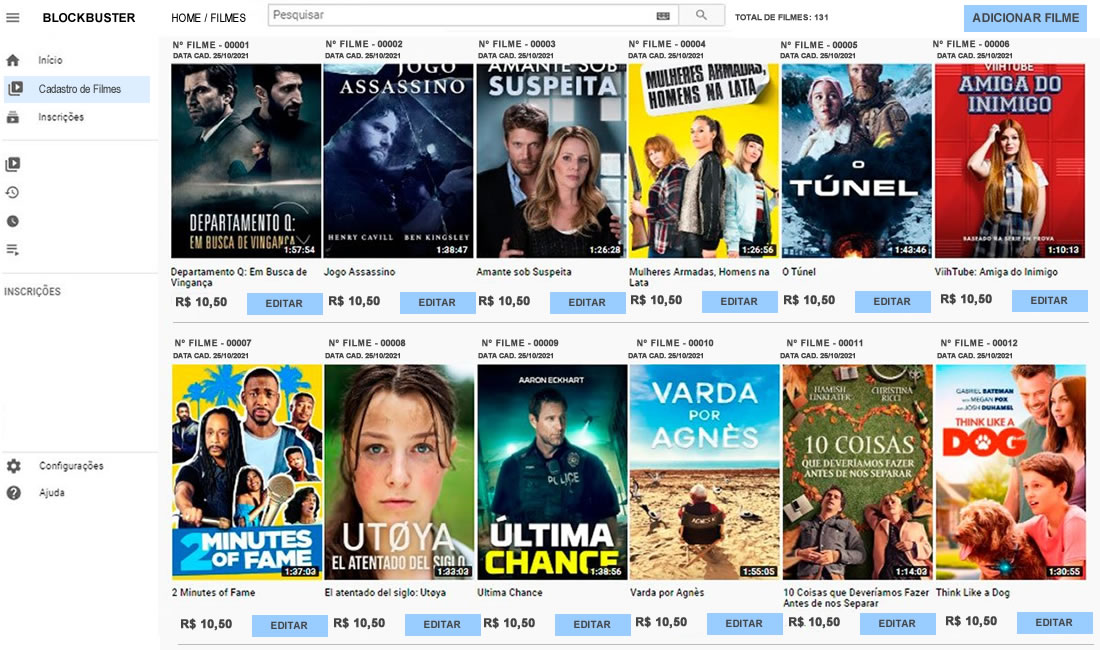 BLOCKBUSTER
HOME / FILMES
Pesquisar
TOTAL DE FILMES: 131
ADICIONAR FILME
Início
Cadastro de Filmes
Inscrições
INSCRIÇÕES
Configurações
Ajuda
Nº FILME - 00001
DATA CAD. 25/10/2021
DEPARTAMENTO Q:
EM BUSCA DE VINGANÇA
1:57:54
Departamento Q: Em Busca de
Vingança
R$ 10,50
EDITAR
Nº FILME - 00002
DATA CAD. 25/10/2021
JOGO
ASSASSINO
HENRY CAVILL BEN KINGSLEY
1:38:47
Jogo Assassino
R$ 10,50
EDITAR
Nº FILME - 00003
DATA CAD. 25/10/2021
AMANTE SOB
SUSPEITA
1:26:28
Amante sob Suspeita
R$ 10,50
EDITAR
Nº FILME - 00004
DATA CAD. 25/10/2021
MULHERES ARMADAS,
HOMENS NA LATA
1:26:56
Mulheres Armadas, Homens na
Lata
R$ 10,50
EDITAR
Nº FILME - 00005
DATA CAD. 25/10/2021
O
TÚNEL
1:43:46
O Túnel
R$ 10,50
EDITAR
Nº FILME - 00006
DATA CAD. 25/10/2021
VIIHTUBE
AMIGA DO
INIMIGO
BASEADO NA SÉRIE EM PROVA
1:10:13
ViihTube: Amiga do Inimigo
R$ 10,50
EDITAR
Nº FILME - 00007
DATA CAD. 25/10/2021
2 MINUTES
OF FAME
1:37:03
2 Minutes of Fame
R$ 10,50
EDITAR
Nº FILME - 00008
DATA CAD. 25/10/2021
UTØYA
EL ATENTADO DEL SIGLO
1:33:03
El atentado del siglo: Utoya
R$ 10,50
EDITAR
Nº FILME - 00009
DATA CAD. 25/10/2021
AARON ECKHART
POLICE
ÚLTIMA
CHANCE
1:38:56
Ultima Chance
R$ 10,50
EDITAR
Nº FILME - 00010
DATA CAD. 25/10/2021
VARDA
POR
AGNÈS
AGNES V
1:55:05
Varda por Agnès
R$ 10,50
EDITAR
Nº FILME - 00011
DATA CAD. 25/10/2021
HAMISH CHRISTINA
LINKLATER RICCI
10 COISAS
QUE DEVERÍAMOS FAZER
ANTES DE NOS SEPARAR
1:14:03
10 Coisas que Deveríamos Fazer
Antes de nos Separar
R$ 10,50
EDITAR
Nº FILME - 00012
DATA CAD. 25/10/2021
GABRIEL BATEMAN
WITH MEGAN FOX
AND JOSH DUHAMEL
THINK LIKE A
DOG
1:30:55
Think Like a Dog
R$ 10,50
EDITAR